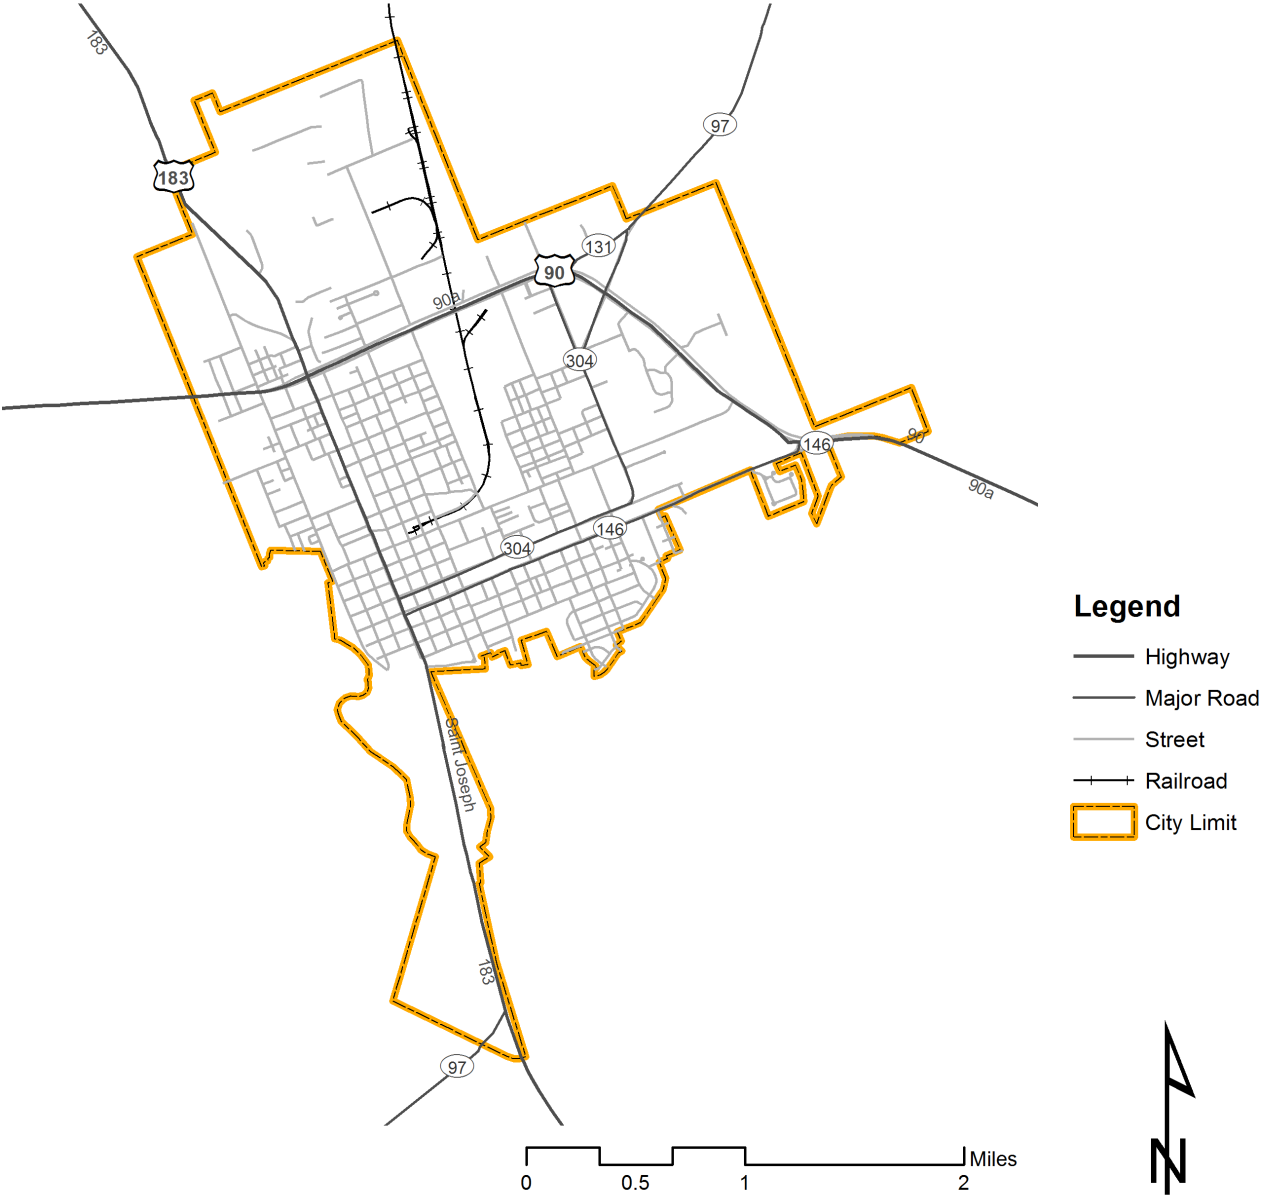 183
97
183
131
90
90a
304
146
90
90a
146
304
Legend
Highway
Major Road
Street
Railroad
City Limit
Saint Joseph
183
97
Miles
0 0.5 1 2
N